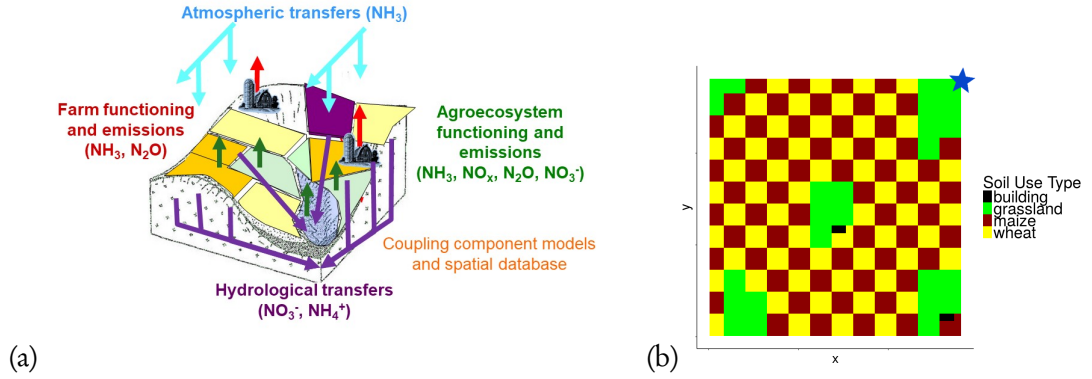 Atmospheric transfers (NH₃)
Farm functioning
and emissions
(NH₃, N₂O)
Agroecosystem
functioning and
emissions
(NH₃, NOₓ, N₂O, NO₃⁻)
Coupling component models
and spatial database
Hydrological transfers
(NO₃⁻, NH₄⁺)
(a)
y
x
Soil Use Type
building
grassland
maize
wheat
(b)